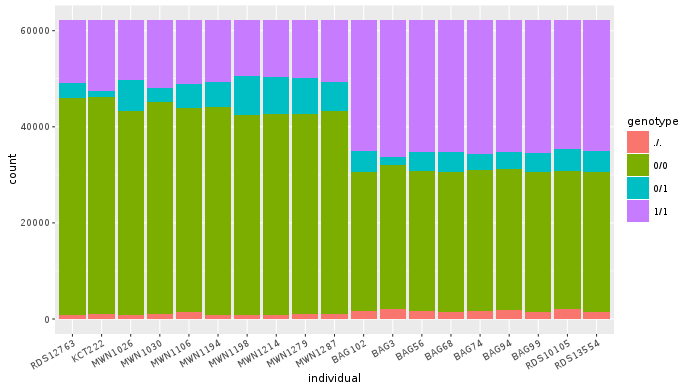 60000
40000
20000
0
count
RDS12763
KCT222
MWN1026
MWN1030
MWN1106
MWN1194
MWN1198
MWN1214
MWN1279
MWN1287
BAG102
BAG3
BAG56
BAG68
BAG74
BAG94
BAG99
RDS10105
RDS13554
individual
genotype
./.
0/0
0/1
1/1